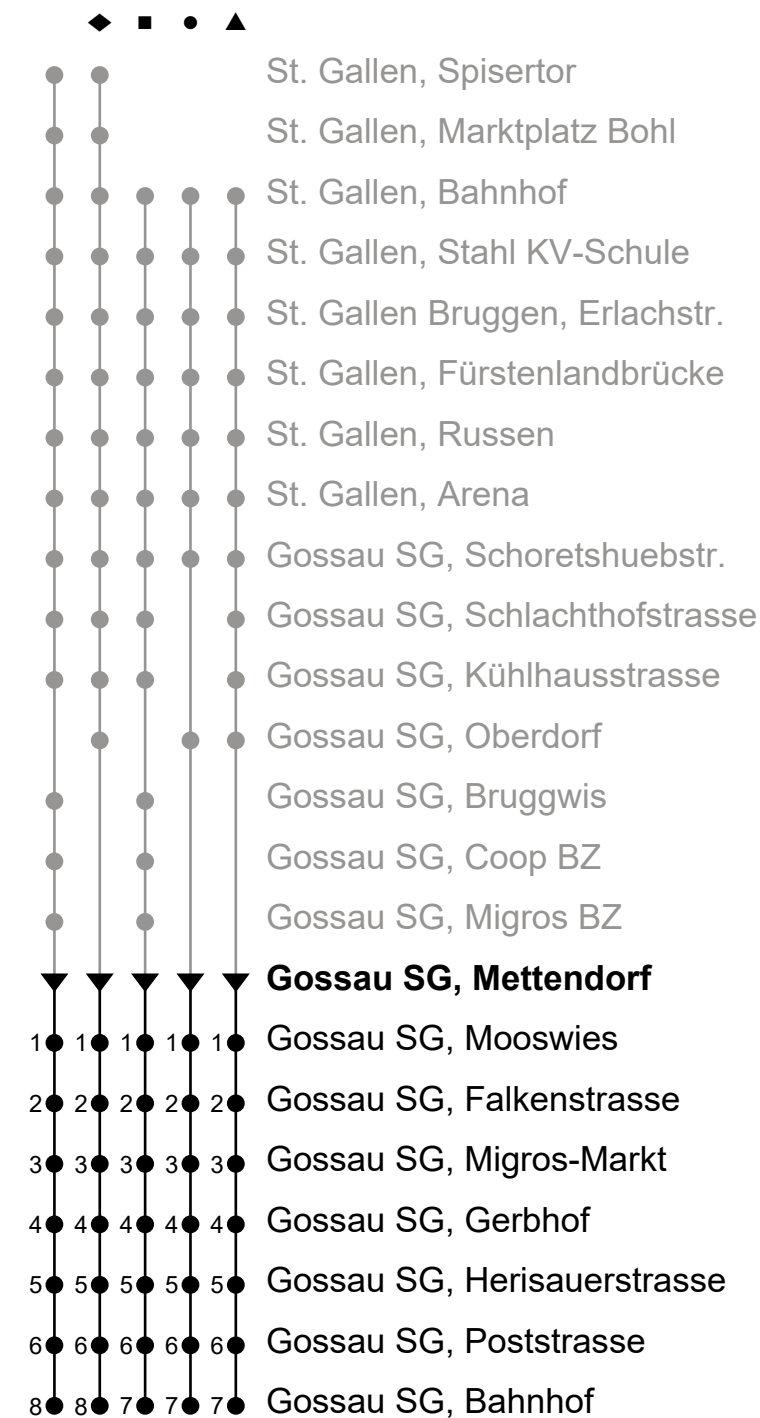 ◆ ■ ● ▲
St. Gallen, Spisertor
St. Gallen, Marktplatz Bohl
St. Gallen, Bahnhof
St. Gallen, Stahl KV-Schule
St. Gallen Bruggen, Erlachstr.
St. Gallen, Fürstenlandbrücke
St. Gallen, Russen
St. Gallen, Arena
Gossau SG, Schoretshuebstr.
Gossau SG, Schlachthofstrasse
Gossau SG, Kühlhausstrasse
Gossau SG, Oberdorf
Gossau SG, Bruggwis
Gossau SG, Coop BZ
Gossau SG, Migros BZ
Gossau SG, Mettendorf
1 1 1 1 1 Gossau SG, Mooswies
2 2 2 2 2 Gossau SG, Falkenstrasse
3 3 3 3 3 Gossau SG, Migros-Markt
4 4 4 4 4 Gossau SG, Gerbhof
5 5 5 5 5 Gossau SG, Herisauerstrasse
6 6 6 6 6 Gossau SG, Poststrasse
8 8 7 7 7 Gossau SG, Bahnhof